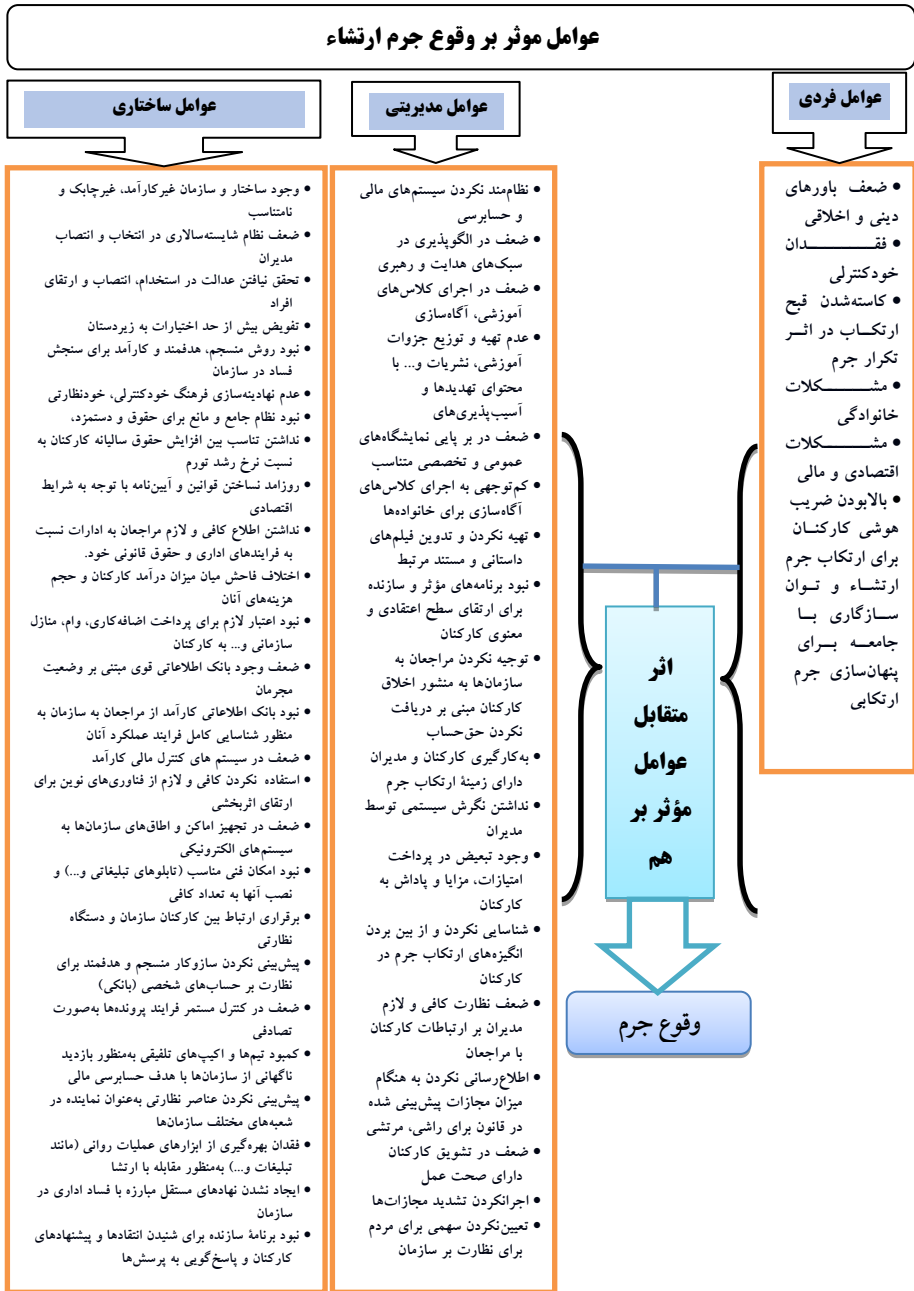 عوامل موثر بر وقوع جرم ارتشاء
عوامل فردی
ضعف باورهای
دینی و اخلاقی
فقـــــــــدان
خودکنترلی
کاسته‌شدن قبح
ارتکــاب در اثــر
تکرار جرم
مشـــــــکلات
خانوادگی
مشـــــــکلات
اقتصادی و مالی
بالابودن ضریب
هوشی کارکنــان
برای ارتکاب جرم
ارتشــاء و تــوان
ســازگاری بــا
جامعــه بــرای
پنهان‌سازی جرم
ارتکابی
عوامل مدیریتی
نظام‌مند نکردن سیستم‌های مالی
و حسابرسی
ضعف در الگوپذیری در
سبک‌های هدایت و رهبری
ضعف در اجرای کلاس‌های
آموزشی، آگاه‌سازی
عدم تهیه و توزیع جزوات
آموزشی، نشریات و... با
محتوای تهدیدها و
آسیب‌پذیری‌های
ضعف در بر پایی نمایشگاه‌های
عمومی و تخصصی متناسب
کم‌توجهی به اجرای کلاس‌های
آگاه‌سازی برای خانواده‌ها
تهیه نکردن و تدوین فیلم‌های
داستانی و مستند مرتبط
نبود برنامه‌های مؤثر و سازنده
برای ارتقای سطح اعتقادی و
معنوی کارکنان
توجیه نکردن مراجعان به
سازمان‌ها به منشور اخلاق
کارکنان مبنی بر دریافت
نکردن حق‌حساب
به‌کارگیری کارکنان و مدیران
دارای زمینهٔ ارتکاب جرم
نداشتن نگرش سیستمی توسط
مدیران
وجود تبعیض در پرداخت
امتیازات، مزایا و پاداش به
کارکنان
شناسایی نکردن و از بین بردن
انگیزه‌های ارتکاب جرم در
کارکنان
ضعف نظارت کافی و لازم
مدیران بر ارتباطات کارکنان
با مراجعان
اطلاع‌رسانی نکردن به هنگام
میزان مجازات پیش‌بینی شده
در قانون برای راشی، مرتشی
ضعف در تشویق کارکنان
دارای صحت عمل
اجرانکردن تشدید مجازات‌ها
تعیین‌نکردن سهمی برای مردم
برای نظارت بر سازمان
عوامل ساختاری
وجود ساختار و سازمان غیرکارآمد، غیرچابک و
نامتناسب
ضعف نظام شایسته‌سالاری در انتخاب و انتصاب
مدیران
تحقق نیافتن عدالت در استخدام، انتصاب و ارتقای
افراد
تفویض بیش از حد اختیارات به زیردستان
نبود روش منسجم، هدفمند و کارآمد برای سنجش
فساد در سازمان
عدم نهادینه‌سازی فرهنگ خودکنترلی، خودنظارتی
نبود نظام جامع و مانع برای حقوق و دستمزد،
نداشتن تناسب بین افزایش حقوق سالیانه کارکنان به
نسبت نرخ رشد تورم
روزآمد نساختن قوانین و آیین‌نامه با توجه به شرایط
اقتصادی
نداشتن اطلاع کافی و لازم مراجعان به ادارات نسبت
به فرایندهای اداری و حقوق قانونی خود.
اختلاف فاحش میان میزان درآمد کارکنان و حجم
هزینه‌های آنان
نبود اعتبار لازم برای پرداخت اضافه‌کاری، وام، منازل
سازمانی و... به کارکنان
ضعف وجود بانک اطلاعاتی قوی مبتنی بر وضعیت
مجرمان
نبود بانک اطلاعاتی کارآمد از مراجعان به سازمان به
منظور شناسایی کامل فرایند عملکرد آنان
ضعف در سیستم های کنترل مالی کارآمد
استفاده نکردن کافی و لازم از فناوری‌های نوین برای
ارتقای اثربخشی
ضعف در تجهیز اماکن و اطاق‌های سازمان‌ها به
سیستم‌های الکترونیکی
نبود امکان فنی مناسب (تابلوهای تبلیغاتی و...) و
نصب آنها به تعداد کافی
برقراری ارتباط بین کارکنان سازمان و دستگاه
نظارتی
پیش‌بینی نکردن سازوکار منسجم و هدفمند برای
نظارت بر حساب‌های شخصی (بانکی)
ضعف در کنترل مستمر فرایند پرونده‌ها به‌صورت
تصادفی
کمبود تیم‌ها و اکیپ‌های تلفیقی به‌منظور بازدید
ناگهانی از سازمان‌ها با هدف حسابرسی مالی
پیش‌بینی نکردن عناصر نظارتی به‌عنوان نماینده در
شعبه‌های مختلف سازمان‌ها
فقدان بهره‌گیری از ابزارهای عملیات روانی (مانند
تبلیغات و...) به‌منظور مقابله با ارتشا
ایجاد نشدن نهادهای مستقل مبارزه با فساد اداری در
سازمان
نبود برنامهٔ سازنده برای شنیدن انتقادها و پیشنهادهای
کارکنان و پاسخ‌گویی به پرسش‌ها
اثر
متقابل
عوامل
مؤثر بر
هم
وقوع جرم